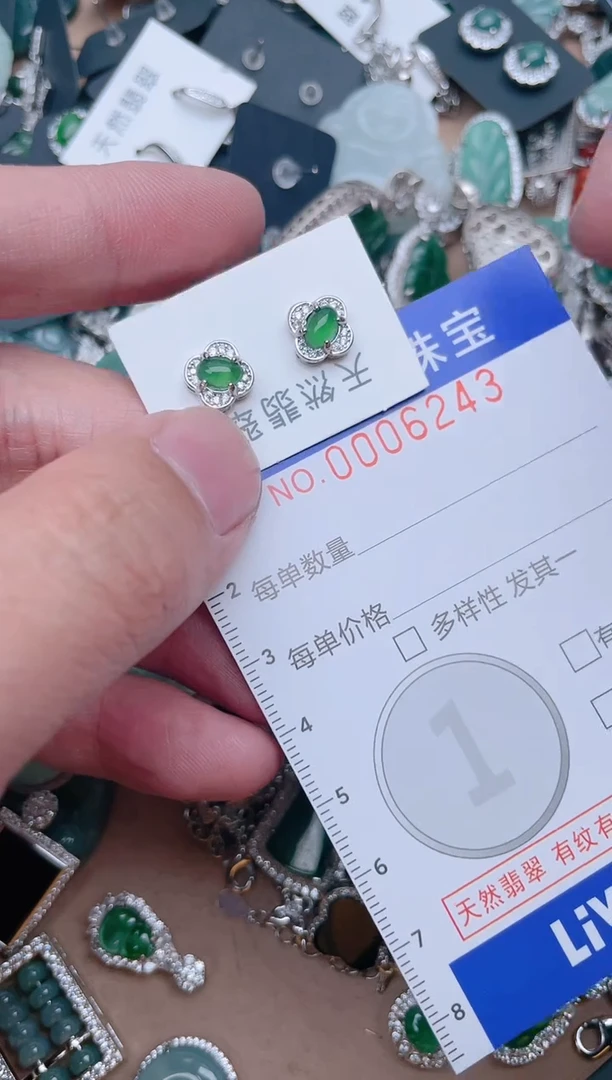 天然翡翠
天然翡翠
珠宝
NO.0006243
每单数量
每单价格
多样性 发其一
有
2
3
4
5
6
7
8
1
天然翡翠 有纹有
Liv